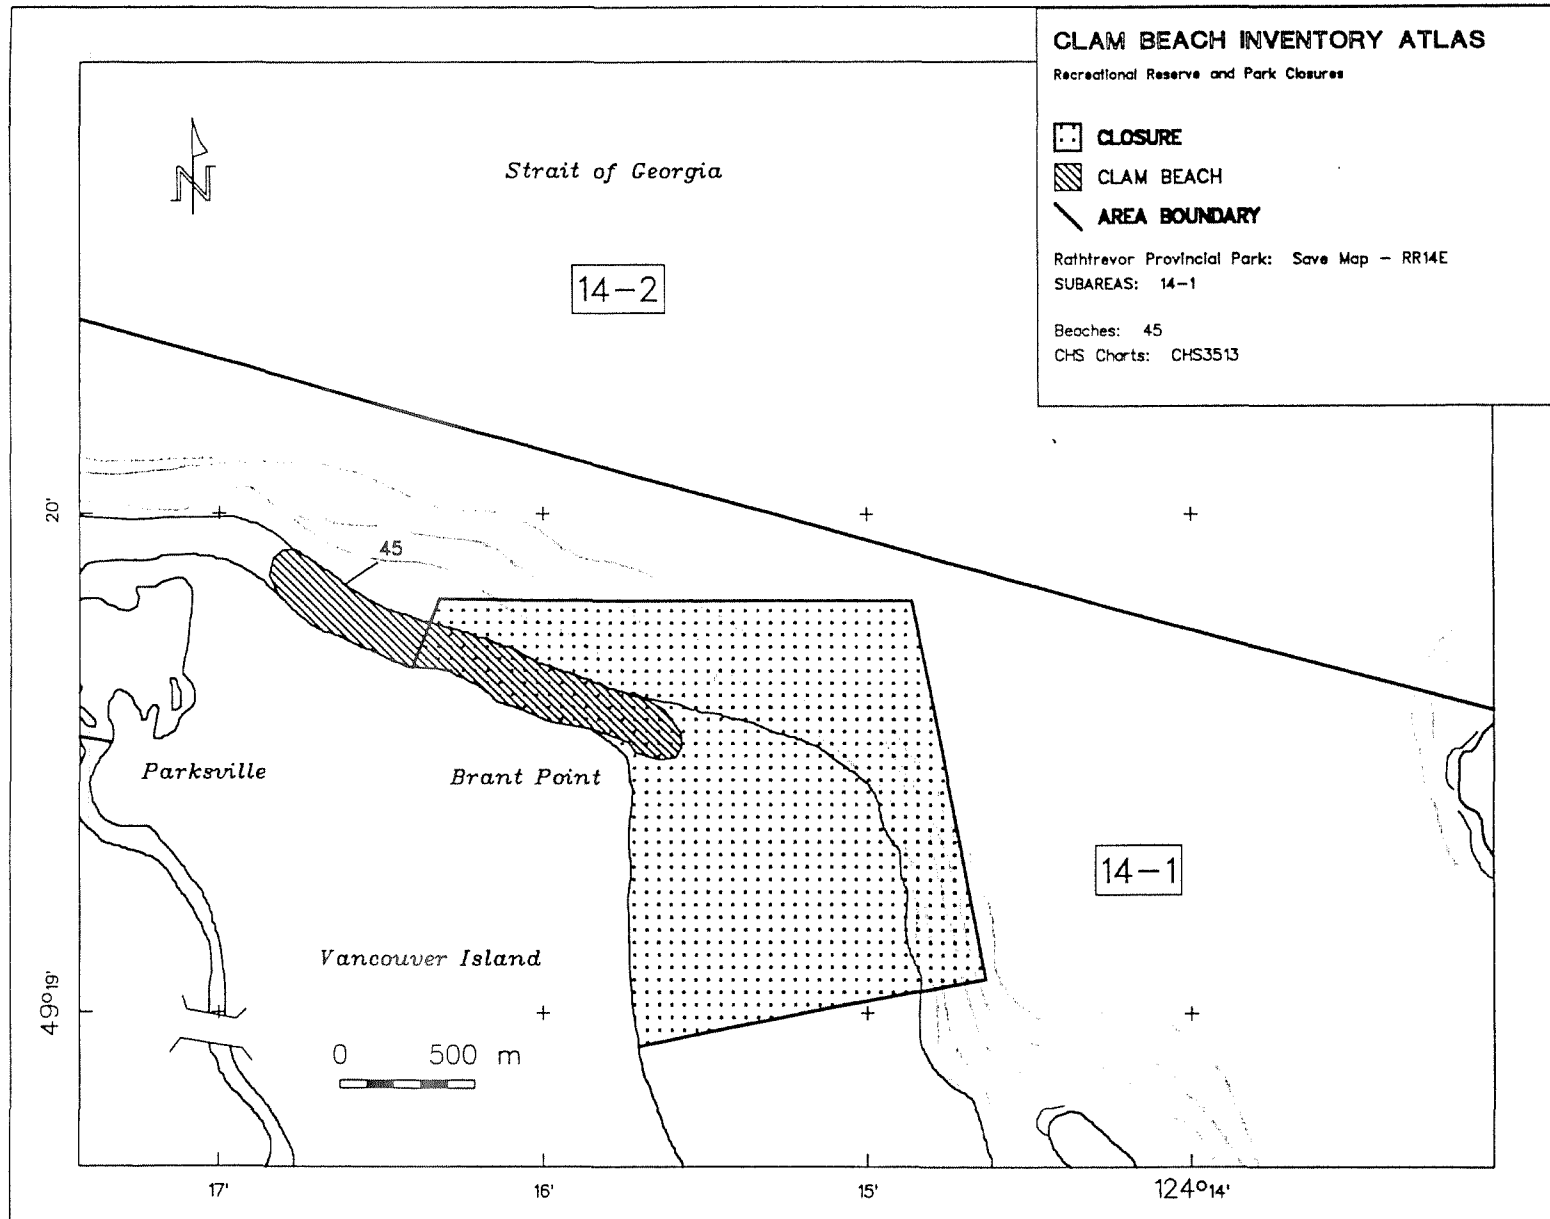 CLAM BEACH INVENTORY ATLAS
Recreational Reserve and Park Closures
CLOSURE
CLAM BEACH
AREA BOUNDARY
Rathtrevor Provincial Park: Save Map - RR14E
SUBAREAS: 14-1
Beaches: 45
CHS Charts: CHS3513
N
Strait of Georgia
14-2
20'
45
Parksville
Brant Point
14-1
Vancouver Island
49°19'
0 500 m
17' 16' 15' 124°14'